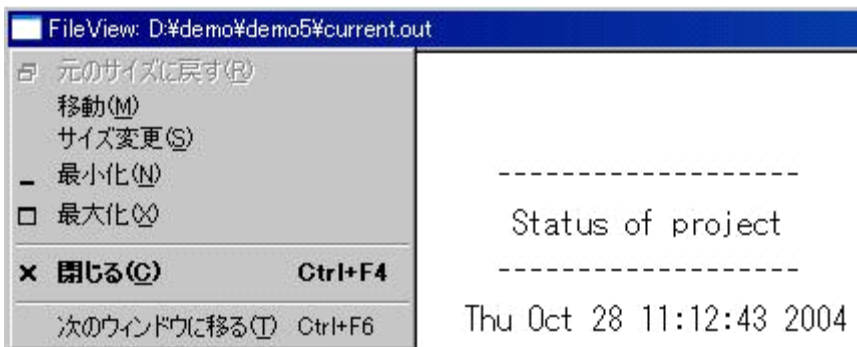 FileView: D:¥demo¥demo5¥current.out
元のサイズに戻す(R)
移動(M)
サイズ変更(S)
最小化(N)
最大化(X)
閉じる(C) Ctrl+F4
次のウィンドウに移る(T) Ctrl+F6
-------------------
Status of project
-------------------
Thu Oct 28 11:12:43 2004